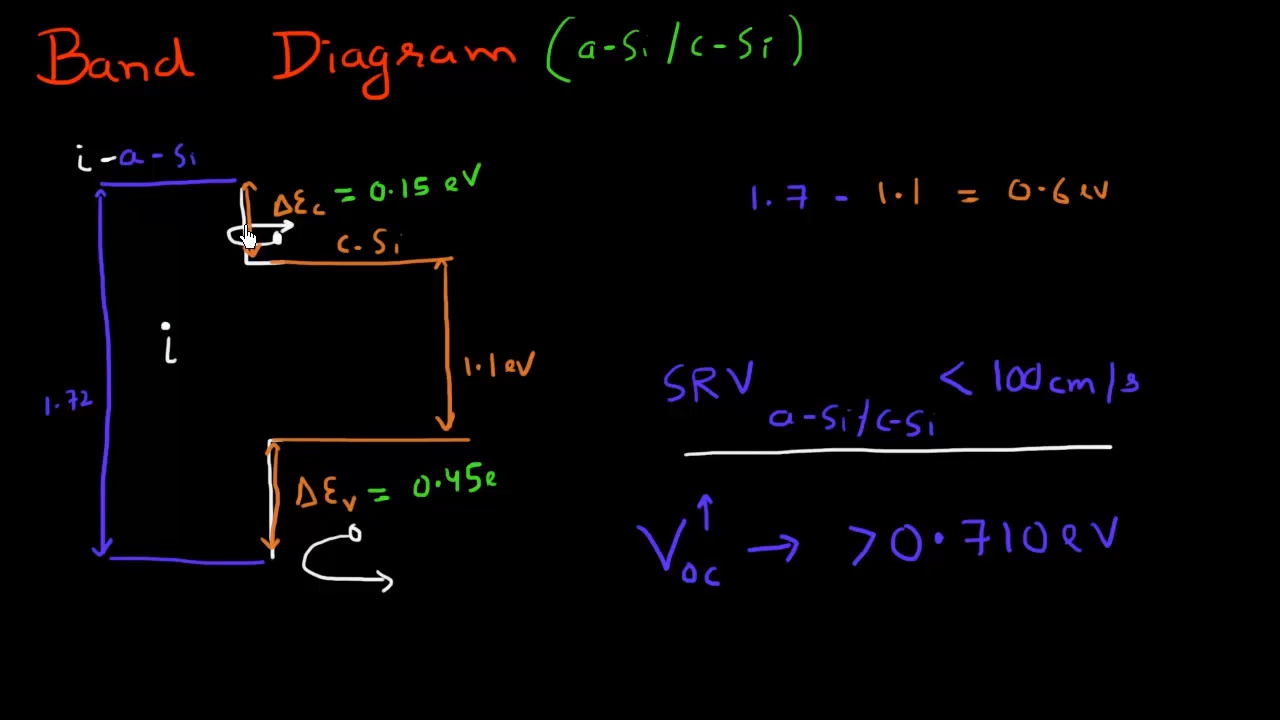 Band Diagram (a-Si/c-Si)
i-a-Si
ΔEc = 0.15 eV
1.7 - 1.1 = 0.6 eV
c-Si
i
1.1 eV
1.72
SRV a-Si/c-Si < 100 cm/s
ΔEv = 0.45e
Voc ↑ → >0.710 eV